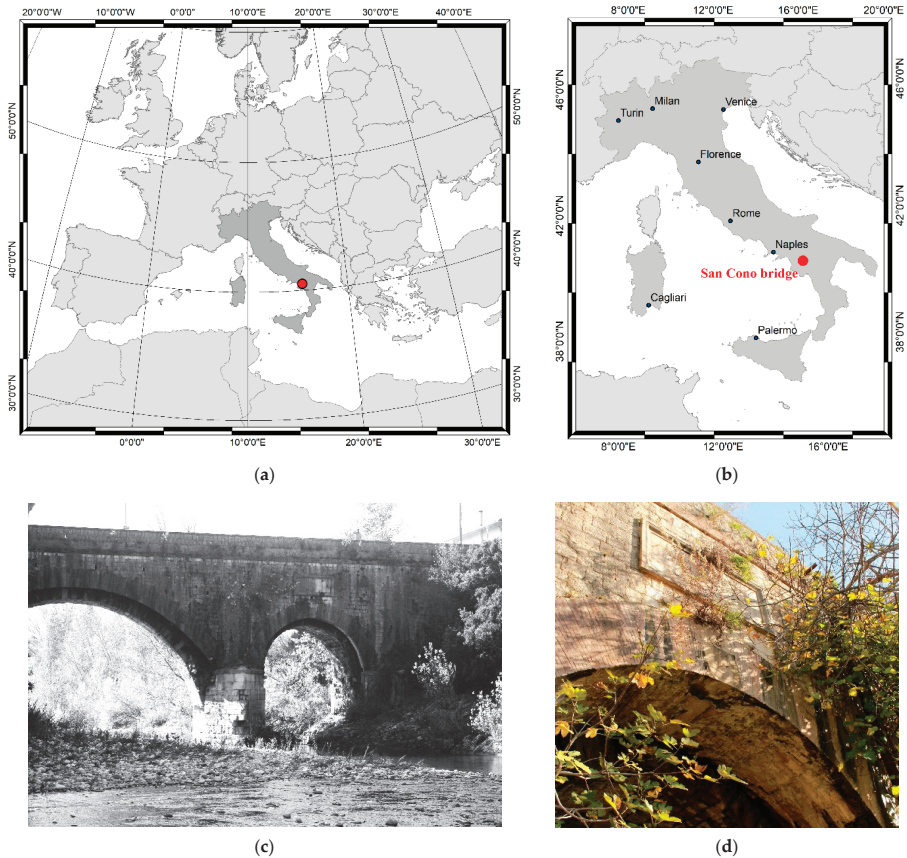 20°0'0"W 10°0'0"W 0°0'0" 10°0'0"E 20°0'0"E 30°0'0"E 40°0'0"E
50°0'0"N 50°0'0"N
40°0'0"N 40°0'0"N
30°0'0"N 30°0'0"N
0°0'0" 10°0'0"E 20°0'0"E 30°0'0"E
(a)
8°0'0"E 12°0'0"E 16°0'0"E 20°0'0"E
46°0'0"N 46°0'0"N
Milan Venice
Turin
Florence
42°0'0"N 42°0'0"N
Rome
Naples
San Cono bridge
Cagliari
Palermo
38°0'0"N 38°0'0"N
8°0'0"E 12°0'0"E 16°0'0"E
(b)
(c)
(d)